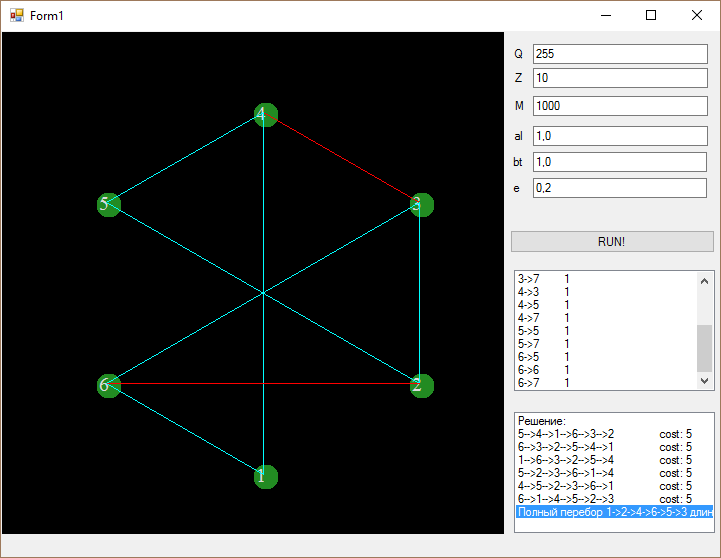 Form1
Q 255
Z 10
M 1000
al 1,0
bt 1,0
e 0,2
RUN!
4
5
3
6
2
1
3->7 1
4->3 1
4->5 1
4->7 1
5->5 1
5->7 1
6->5 1
6->6 1
6->7 1
Решение:
5-->4-->1-->6-->3-->2 cost: 5
6-->3-->2-->5-->4-->1 cost: 5
1-->6-->3-->2-->5-->4 cost: 5
5-->2-->3-->6-->1-->4 cost: 5
4-->5-->2-->3-->6-->1 cost: 5
6-->1-->4-->5-->2-->3 cost: 5
Полный перебор 1->2->4->6->5->3 длин